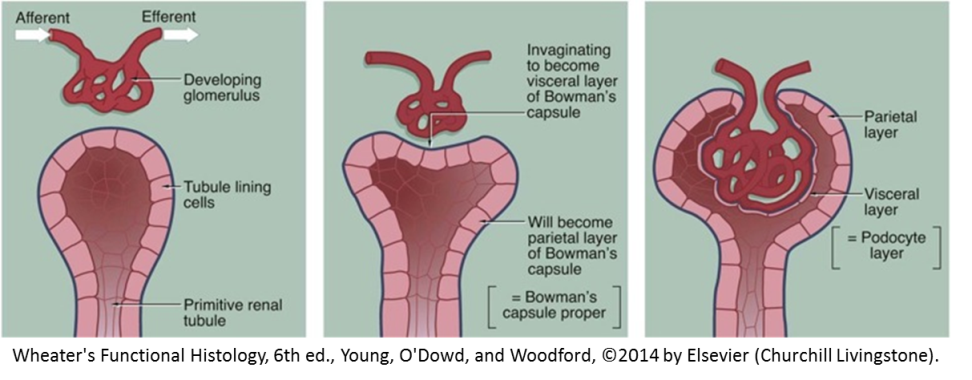 Afferent
Efferent
Developing
glomerulus
Tubule lining
cells
Primitive renal
tubule
Invaginating
to become
visceral layer
of Bowman's
capsule
Will become
parietal layer
of Bowman's
capsule
= Bowman's
capsule proper
Parietal
layer
Visceral
layer
= Podocyte
layer
Wheater's Functional Histology, 6th ed., Young, O'Dowd, and Woodford, ©2014 by Elsevier (Churchill Livingstone).